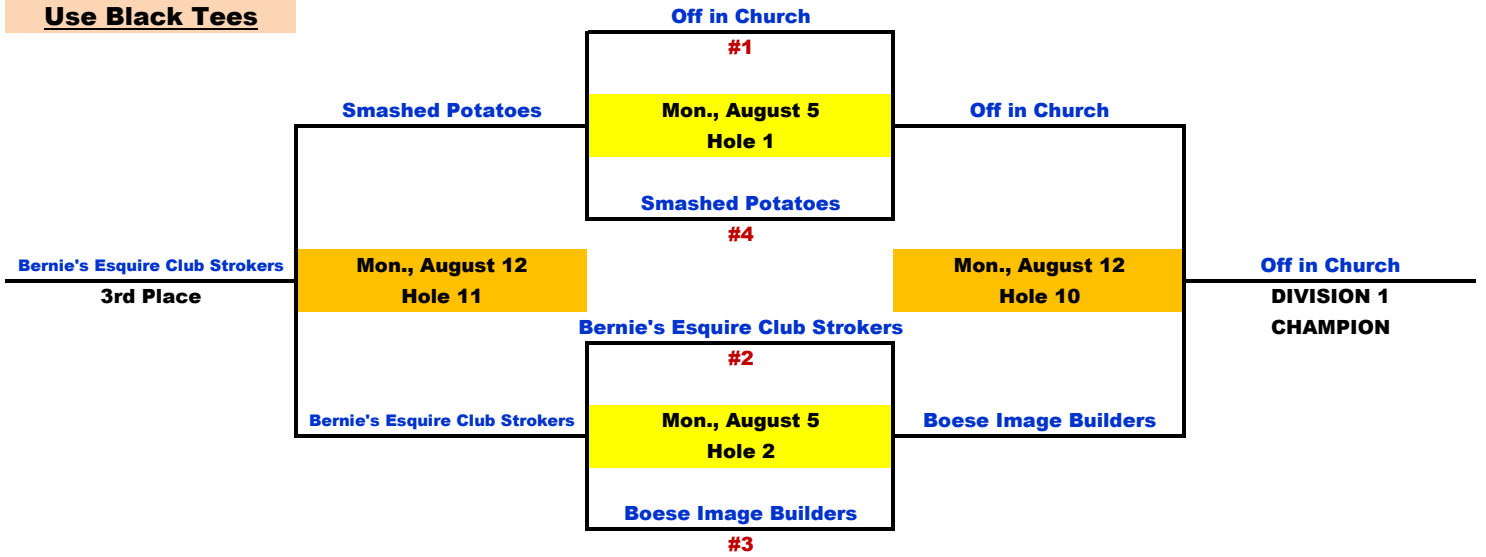 Use Black Tees
Off in Church
#1
Smashed Potatoes
Mon., August 5
Hole 1
Off in Church
Smashed Potatoes
#4
Bernie's Esquire Club Strokers
3rd Place
Mon., August 12
Hole 11
Mon., August 12
Hole 10
Off in Church
DIVISION 1
CHAMPION
Bernie's Esquire Club Strokers
#2
Bernie's Esquire Club Strokers
Mon., August 5
Hole 2
Boese Image Builders
Boese Image Builders
#3